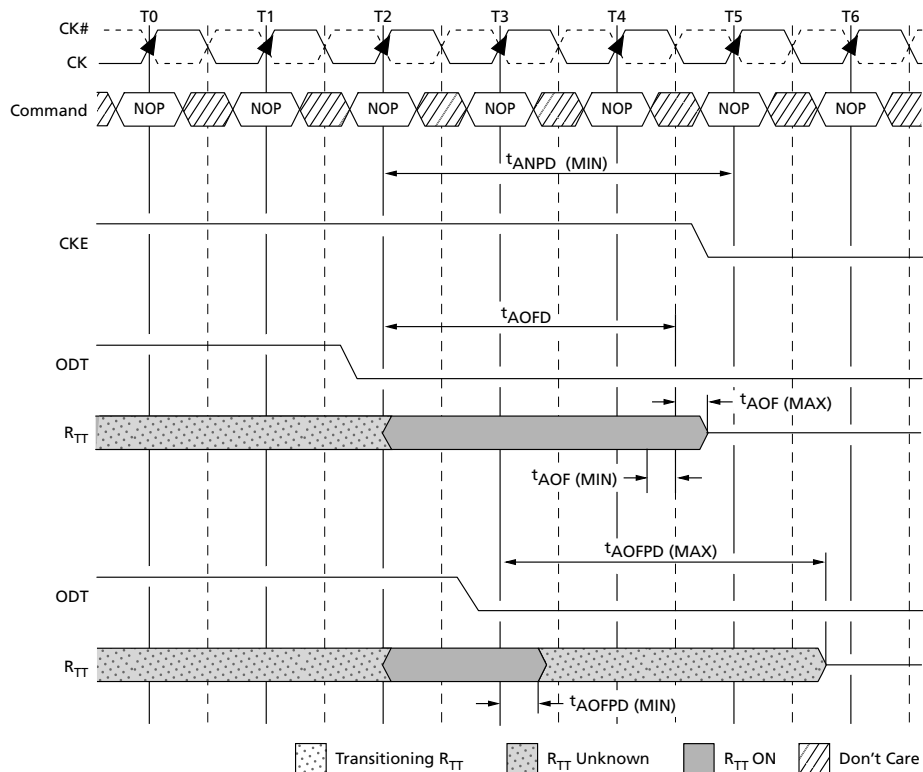 T0 T1 T2 T3 T4 T5 T6
CK#
CK
Command NOP NOP NOP NOP NOP NOP NOP
tANPD (MIN)
CKE
tAOFD
ODT
tAOF (MAX)
RTT
tAOF (MIN)
tAOFPD (MAX)
ODT
RTT
tAOFPD (MIN)
Transitioning RTT RTT Unknown RTT ON Don't Care